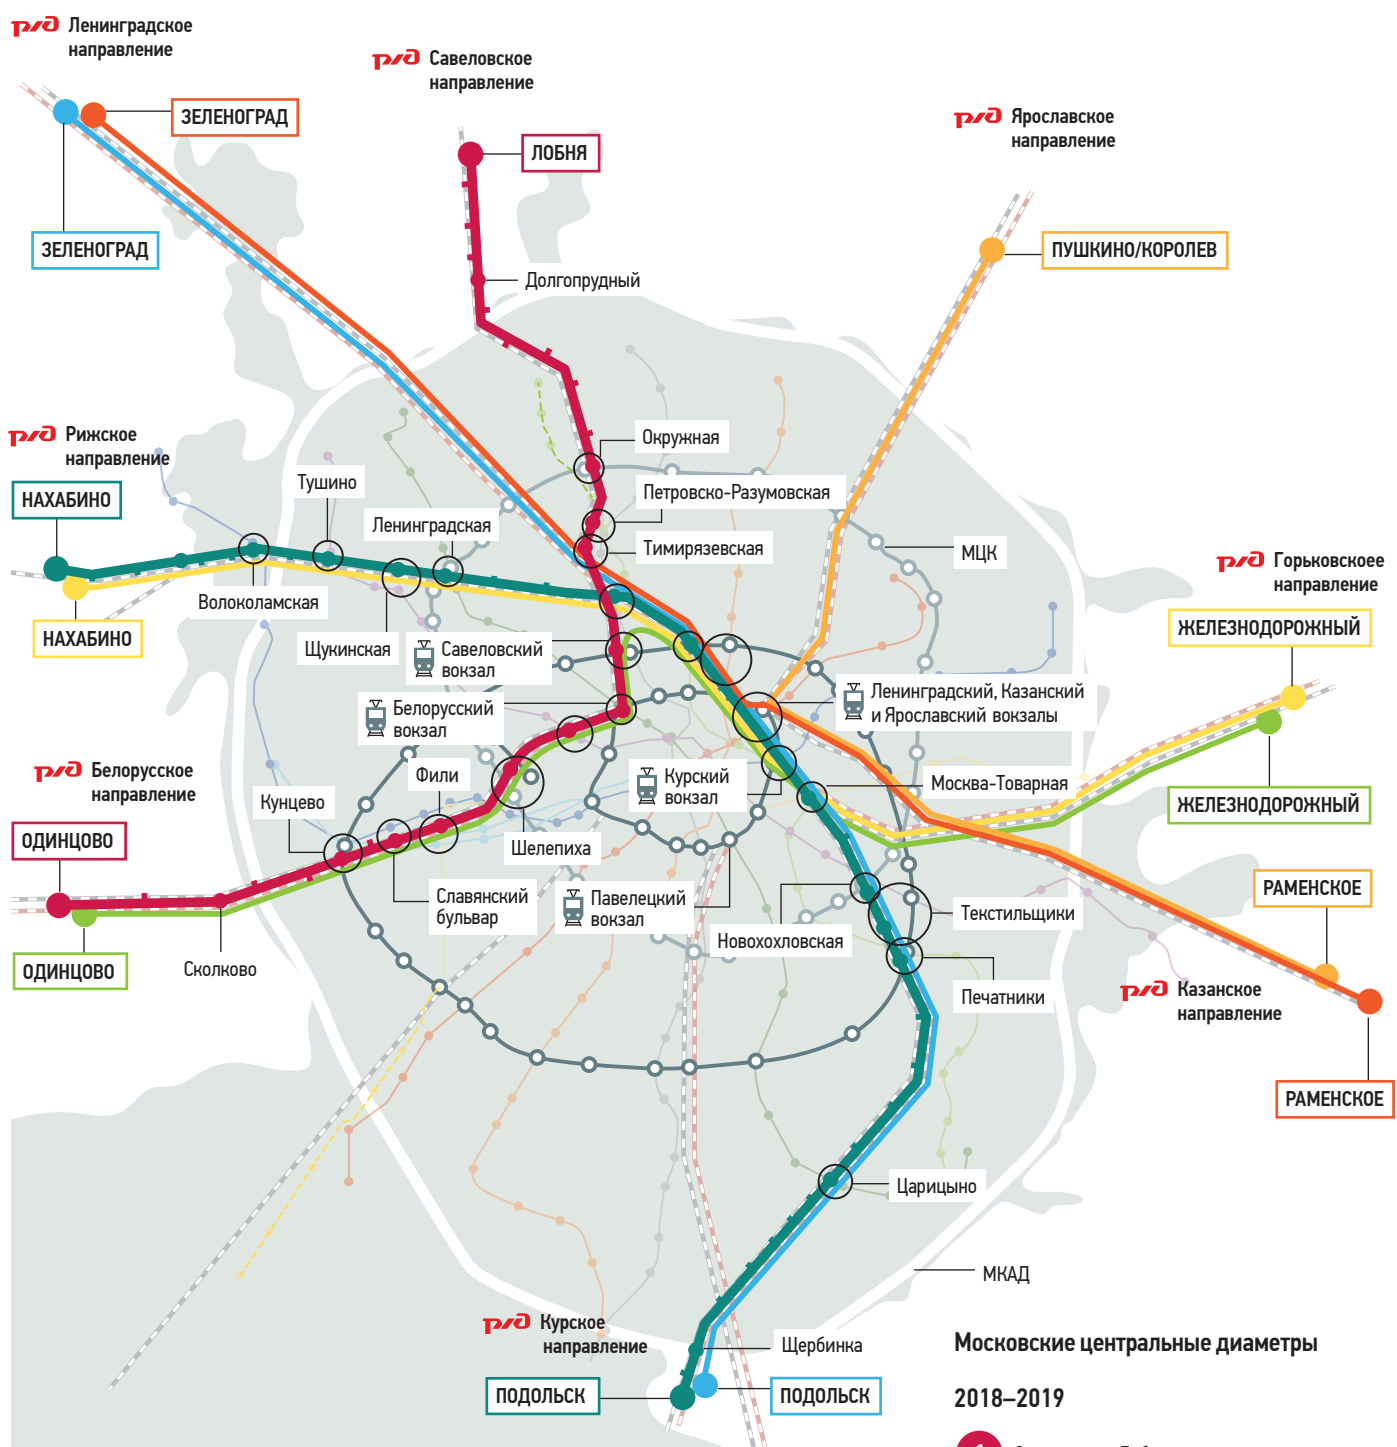 РЖД Ленинградское
направление
РЖД Савеловское
направление
ЗЕЛЕНОГРАД
РЖД Ярославское
направление
ЛОБНЯ
ЗЕЛЕНОГРАД
ПУШКИНО/КОРОЛЕВ
Долгопрудный
РЖД Рижское
направление
Окружная
Тушино
НАХАБИНО
Петровско-Разумовская
Ленинградская
Тимирязевская
МЦК
РЖД Горьковскоее
направление
Волоколамская
НАХАБИНО
ЖЕЛЕЗНОДОРОЖНЫЙ
Щукинская
Савеловский
вокзал
Ленинградский, Казанский
и Ярославский вокзалы
Белорусский
вокзал
РЖД Белорусское
направление
Фили
Курский
вокзал
Москва-Товарная
Кунцево
ЖЕЛЕЗНОДОРОЖНЫЙ
ОДИНЦОВО
Шелепиха
РАМЕНСКОЕ
Славянский
бульвар
Павелецкий
вокзал
Текстильщики
Новохохловская
ОДИНЦОВО
Сколково
Печатники
РЖД Казанское
направление
РАМЕНСКОЕ
Царицыно
МКАД
РЖД Курское
направление
Щербинка
Московские центральные диаметры
ПОДОЛЬСК
ПОДОЛЬСК
2018–2019